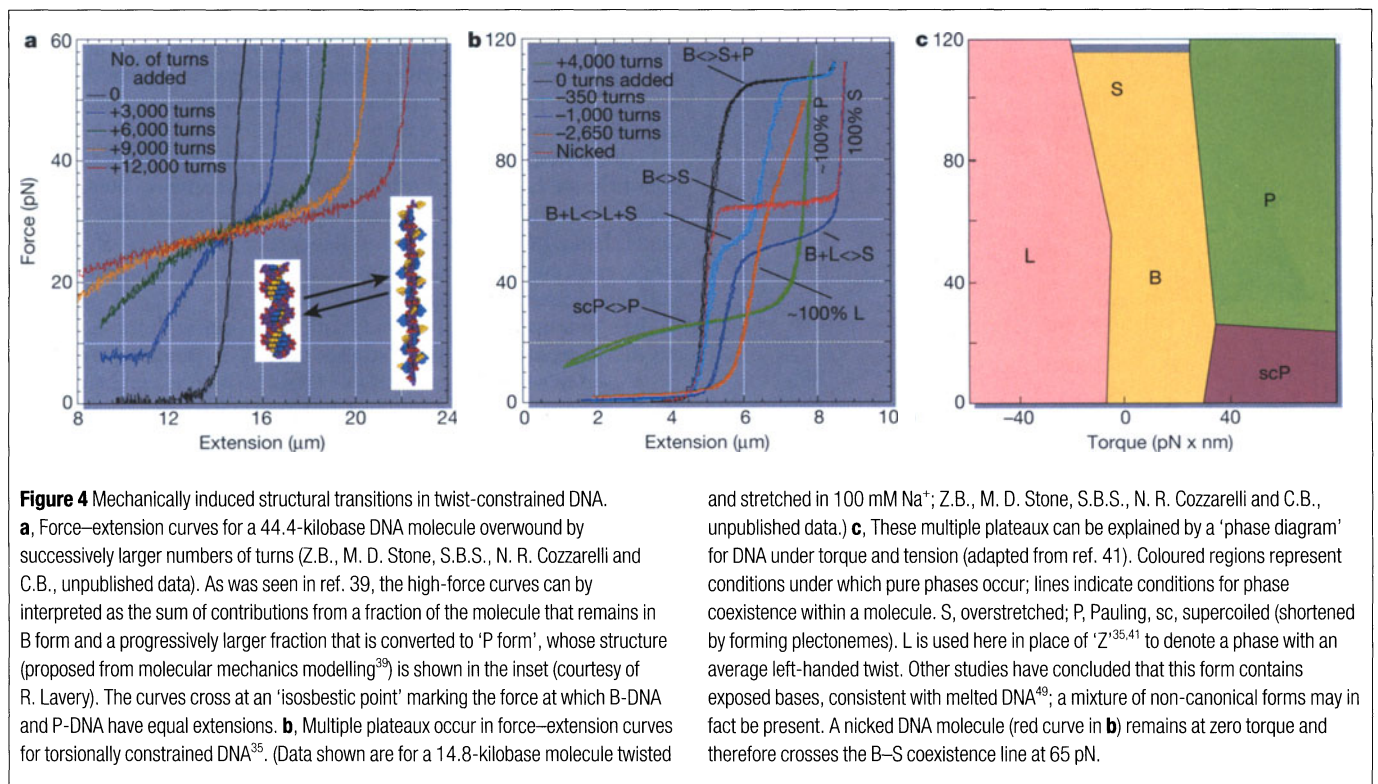 a
60
40
20
0
Force (pN)
No. of turns
added
0
+3,000 turns
+6,000 turns
+9,000 turns
+12,000 turns
8
12
16
20
24
Extension (μm)
b
120
80
40
0
+4,000 turns
0 turns added
–350 turns
–1,000 turns
–2,650 turns
Nicked
B<>S+P
B<>S
B+L<>L+S
scP<>P
~100% P
100% S
B+L<>S
~100% L
0
2
4
6
8
10
Extension (μm)
c
120
80
40
0
S
L
B
P
scP
–40
0
40
Torque (pN x nm)
Figure 4 Mechanically induced structural transitions in twist-constrained DNA.
a, Force–extension curves for a 44.4-kilobase DNA molecule overwound by
successively larger numbers of turns (Z.B., M. D. Stone, S.B.S., N. R. Cozzarelli and
C.B., unpublished data). As was seen in ref. 39, the high-force curves can by
interpreted as the sum of contributions from a fraction of the molecule that remains in
B form and a progressively larger fraction that is converted to 'P form', whose structure
(proposed from molecular mechanics modelling39) is shown in the inset (courtesy of
R. Lavery). The curves cross at an 'isosbestic point' marking the force at which B-DNA
and P-DNA have equal extensions. b, Multiple plateaux occur in force–extension curves
for torsionally constrained DNA35. (Data shown are for a 14.8-kilobase molecule twisted
and stretched in 100 mM Na+; Z.B., M. D. Stone, S.B.S., N. R. Cozzarelli and C.B.,
unpublished data.) c, These multiple plateaux can be explained by a 'phase diagram'
for DNA under torque and tension (adapted from ref. 41). Coloured regions represent
conditions under which pure phases occur; lines indicate conditions for phase
coexistence within a molecule. S, overstretched; P, Pauling, sc, supercoiled (shortened
by forming plectonemes). L is used here in place of 'Z'35,41 to denote a phase with an
average left-handed twist. Other studies have concluded that this form contains
exposed bases, consistent with melted DNA49; a mixture of non-canonical forms may in
fact be present. A nicked DNA molecule (red curve in b) remains at zero torque and
therefore crosses the B–S coexistence line at 65 pN.